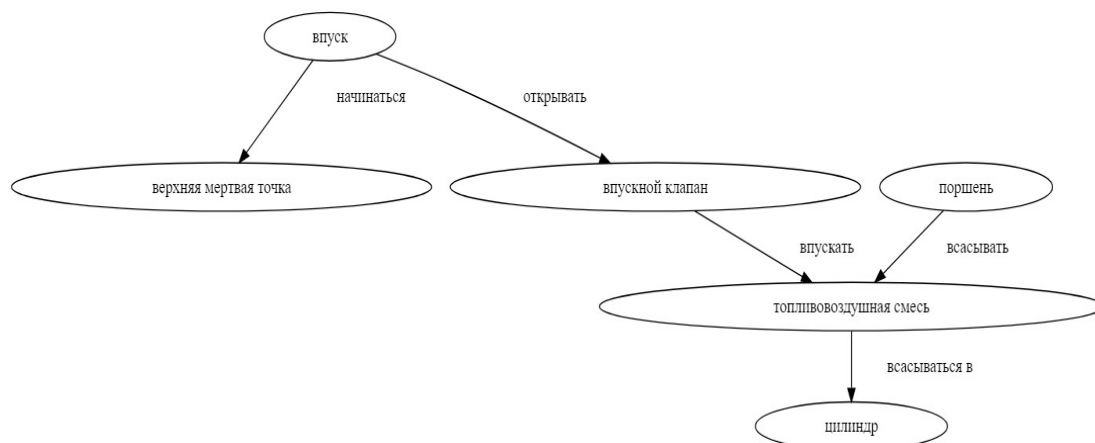 впуск
начинаться
открывать
верхняя мертвая точка
впускной клапан
поршень
впускать
всасывать
топливовоздушная смесь
всасываться в
цилиндр